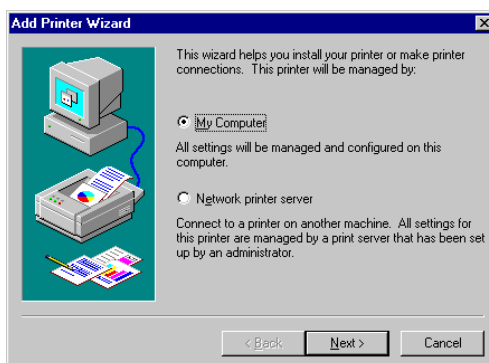 Add Printer Wizard
This wizard helps you install your printer or make printer
connections. This printer will be managed by:
My Computer
All settings will be managed and configured on this
computer.
Network printer server
Connect to a printer on another machine. All settings for
this printer are managed by a print server that has been set
up by an administrator.
< Back
Next >
Cancel